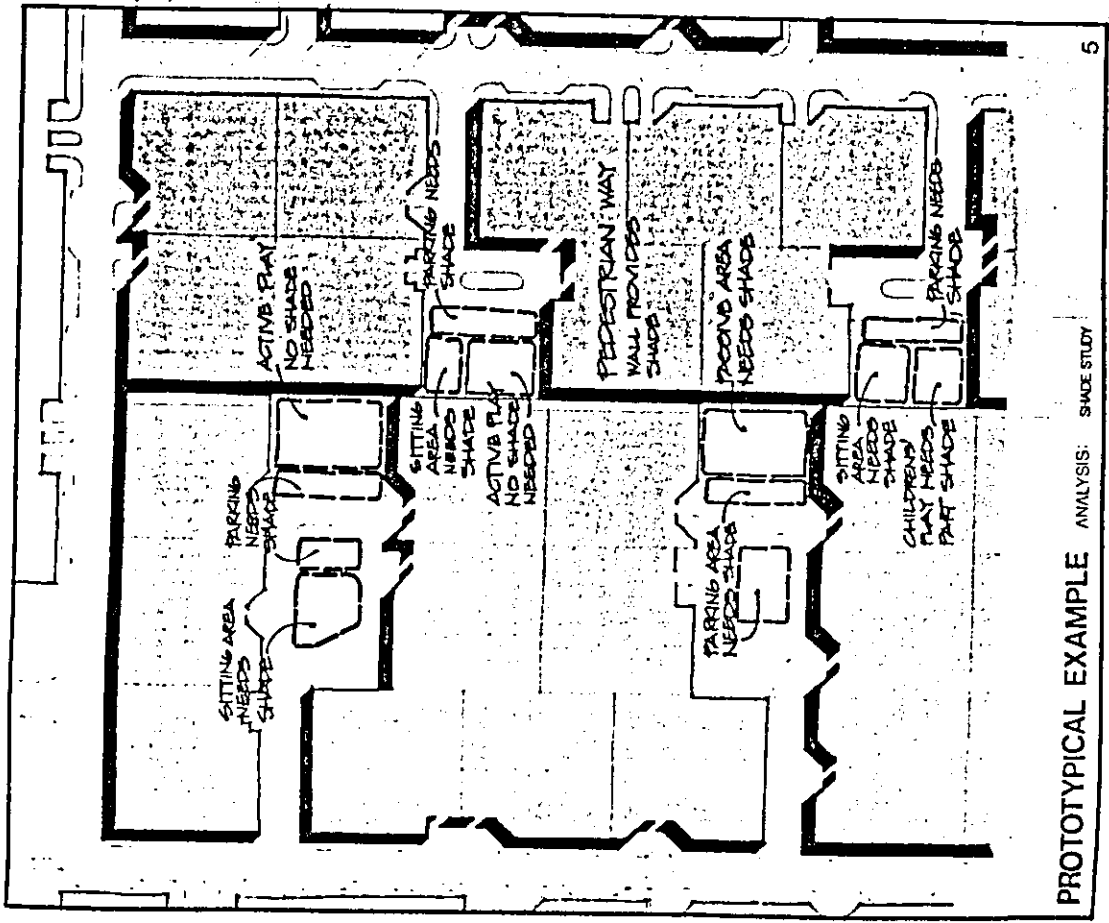 SITTING AREA
NEEDS
SHADE
PARKING
NEEDS
SHADE
ACTIVE PLAY
NO SHADE
NEEDED
SITTING
AREA
NEEDS
SHADE
PARKING NEEDS
SHADE
ACTIVE PLAY
NO SHADE
NEEDED
PEDESTRIAN WAY
WALL PROVIDES
SHADE
PASSIVE AREA
NEEDS SHADE
PARKING AREA
NEEDS SHADE
SITTING
AREA
NEEDS
SHADE
CHILDRENS'
PLAY NEEDS
PART SHADE
PARKING NEEDS
SHADE
PROTOTYPICAL EXAMPLE ANALYSIS: SHADE STUDY 5